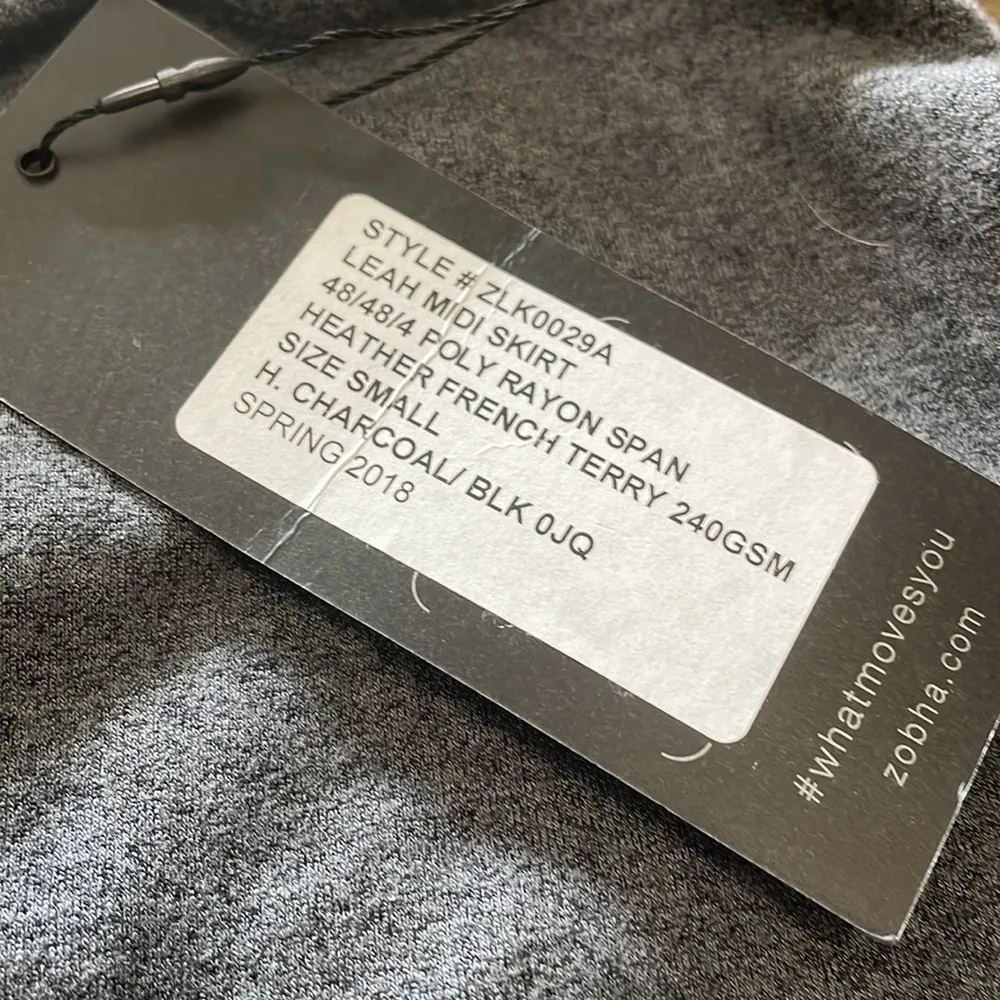 STYLE # ZLK0029A
LEAH MIDI SKIRT
48/48/4 POLY RAYON SPAN
HEATHER FRENCH TERRY 240GSM
SIZE SMALL
H. CHARCOAL/ BLK 0JQ
SPRING 2018
#whatmovesyou
zobha.com